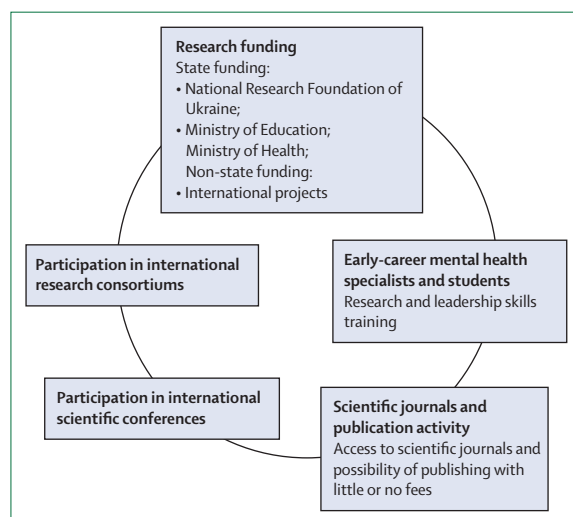 Research funding
State funding:
• National Research Foundation of
Ukraine;
• Ministry of Education;
Ministry of Health;
Non-state funding:
• International projects
Early-career mental health
specialists and students
Research and leadership skills
training
Scientific journals and
publication activity
Access to scientific journals and
possibility of publishing with
little or no fees
Participation in international
scientific conferences
Participation in international
research consortiums